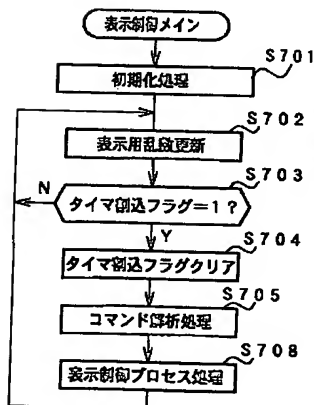 表示制御メイン
S701
初期化処理
S702
表示用乱数更新
S703
N
タイマ割込フラグ=1?
Y
S704
タイマ割込フラグクリア
S705
コマンド解析処理
S708
表示制御プロセス処理